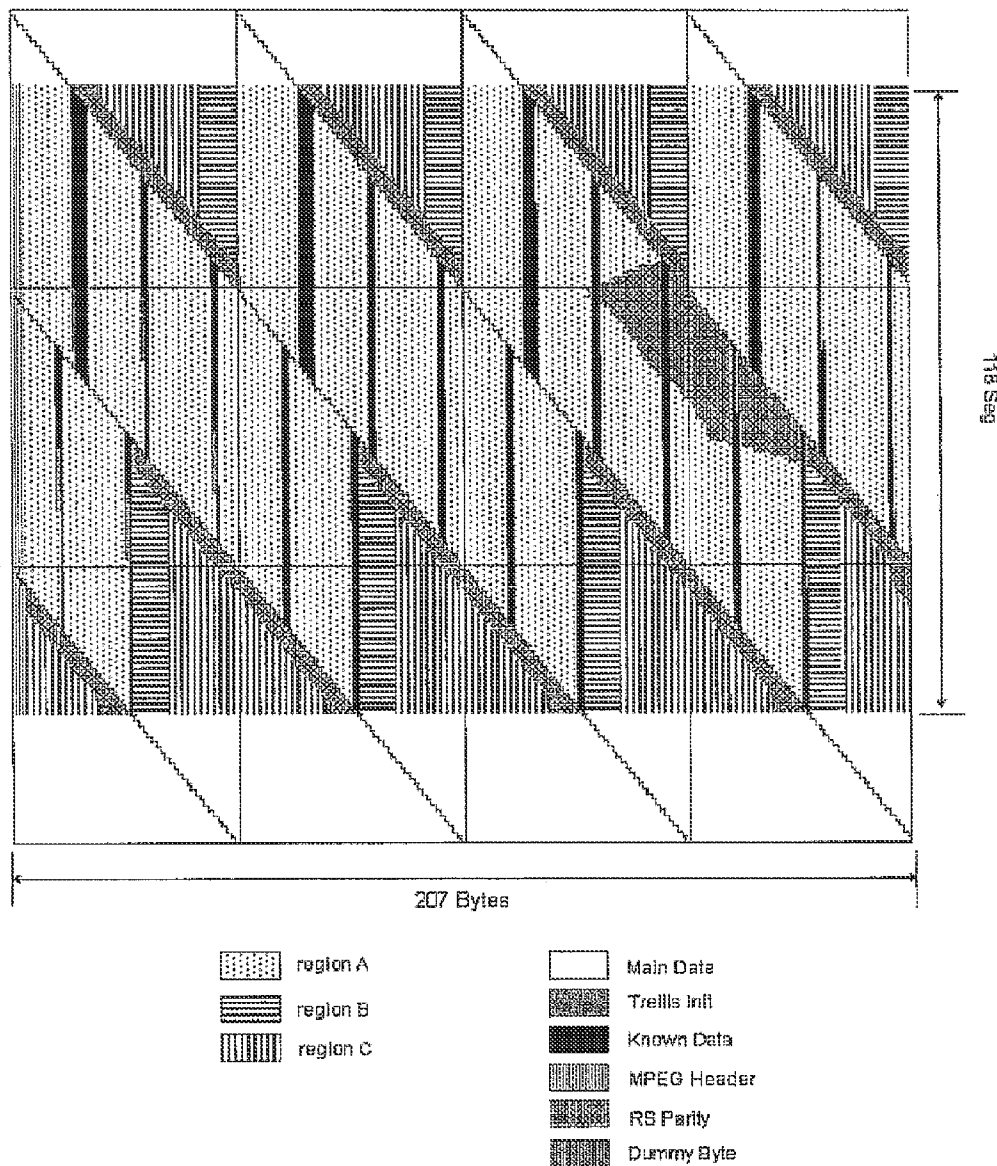 118 Seg
207 Bytes
region A
region B
region C
Main Data
Trellis Init
Known Data
MPEG Header
RS Parity
Dummy Byte